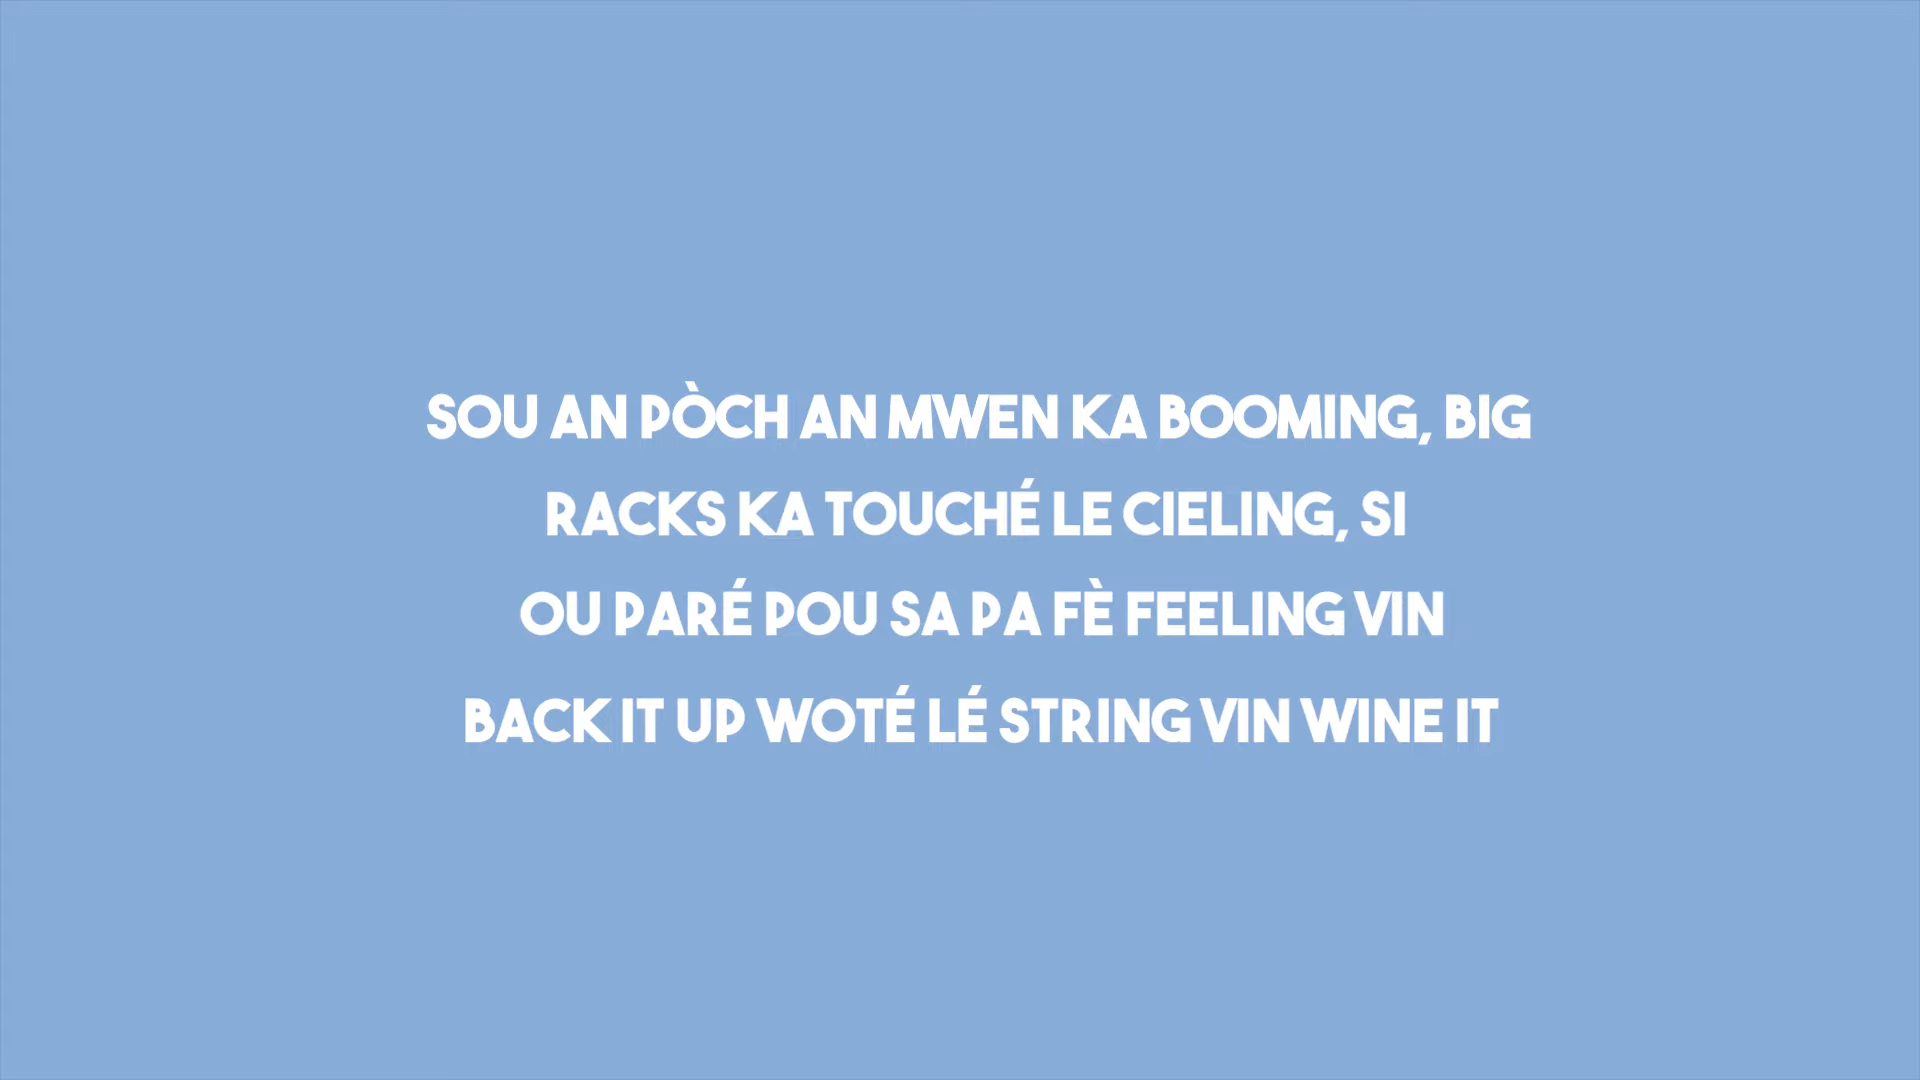 SOU AN PÒCH AN MWEN KA BOOMING, BIG
RACKS KA TOUCHÉ LE CIELING, SI
OU PARÉ POU SA PA FÈ FEELING VIN
BACK IT UP WOTÉ LÉ STRING VIN WINE IT